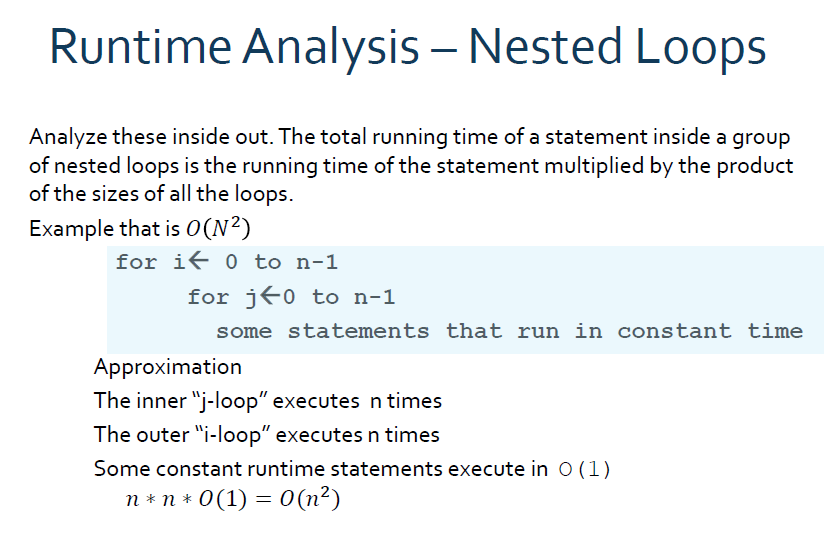 Runtime Analysis – Nested Loops
Analyze these inside out. The total running time of a statement inside a group
of nested loops is the running time of the statement multiplied by the product
of the sizes of all the loops.
Example that is O(N²)
for i← 0 to n-1
for j←0 to n-1
some statements that run in constant time
Approximation
The inner "j-loop" executes n times
The outer "i-loop" executes n times
Some constant runtime statements execute in O(1)
n ∗ n ∗ O(1) = O(n²)